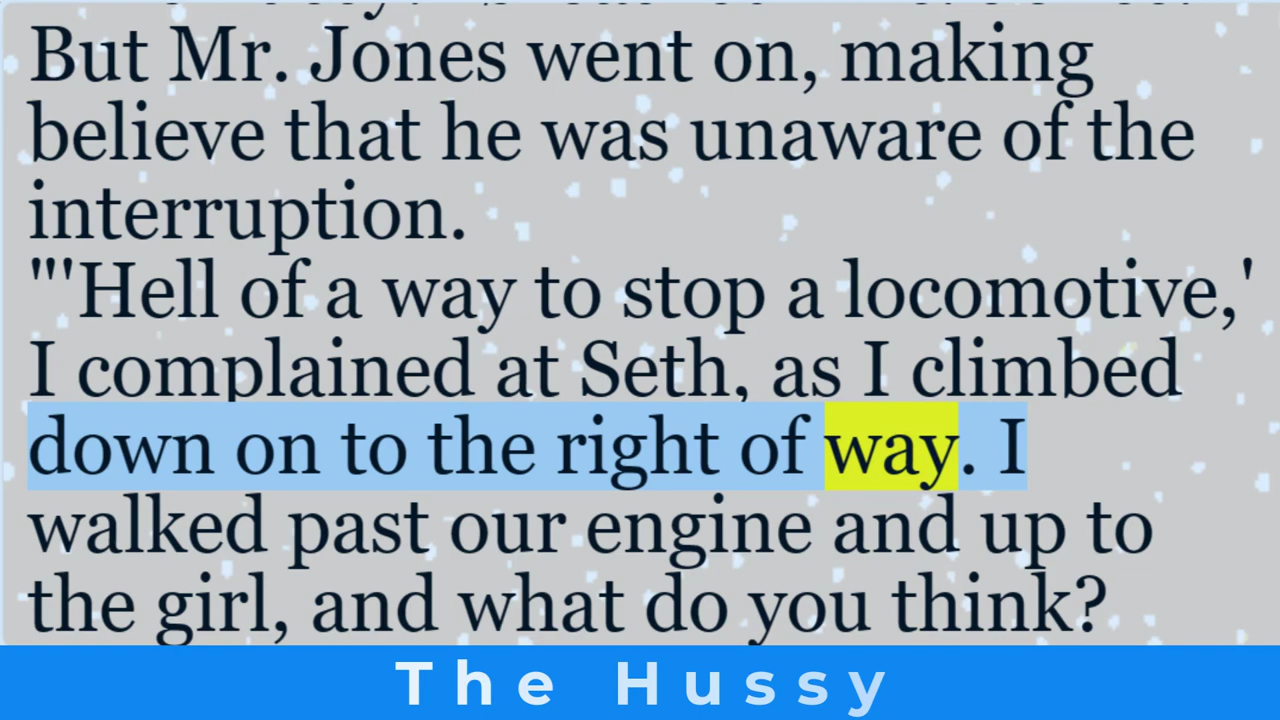 But Mr. Jones went on, making
believe that he was unaware of the
interruption.
"'Hell of a way to stop a locomotive,'
I complained at Seth, as I climbed
down on to the right of way. I
walked past our engine and up to
the girl, and what do you think?
The Hussy